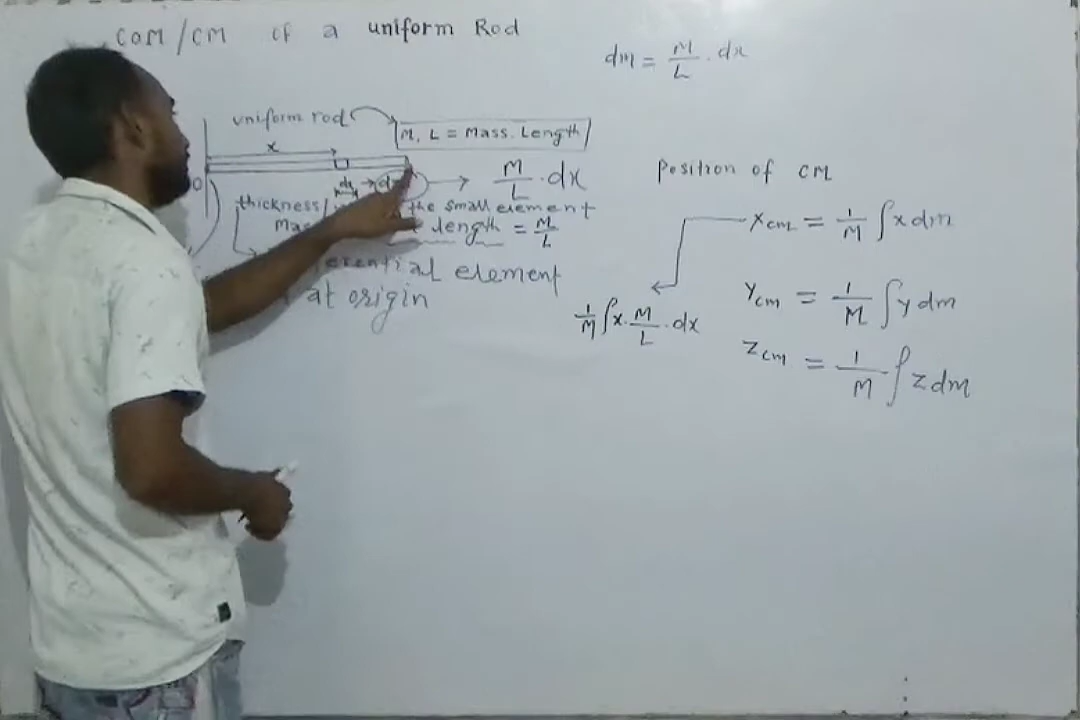 COM/CM of a uniform Rod
dm = M/L . dx
uniform rod
M, L = Mass. Length
x
O
dx
M/L . dx
thickness/ the small element
length = M/L
element
at origin
Position of CM
xcm = 1/M ∫x dm
1/M ∫x. M/L . dx
Ycm = 1/M ∫y dm
Zcm = 1/M ∫z dm